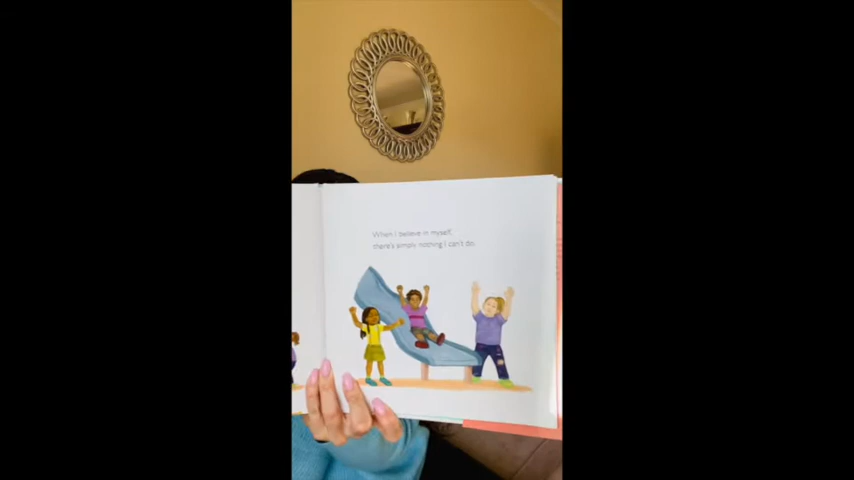 When I believe in myself,
there's simply nothing I can't do.